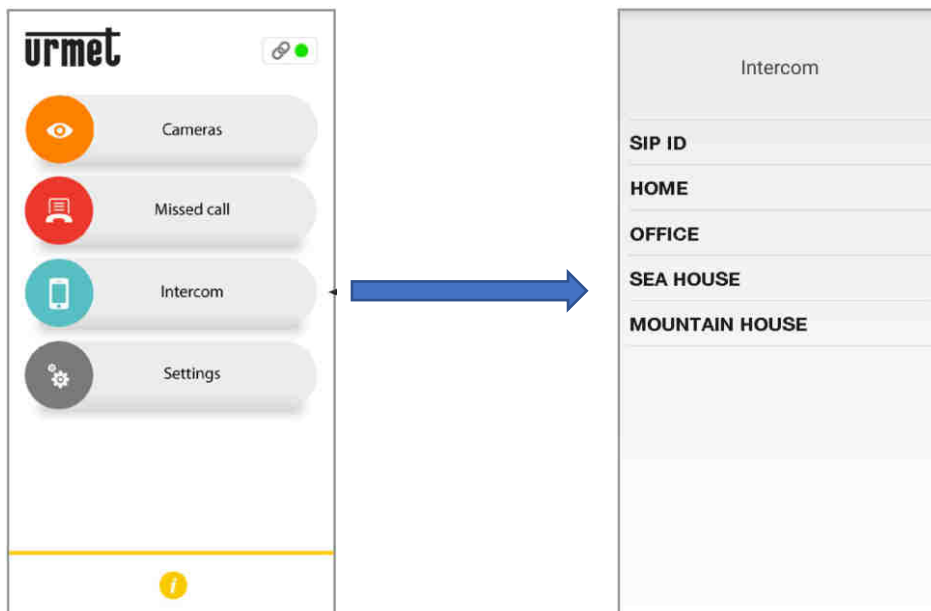 urmet
Cameras
Missed call
Intercom
Settings
i
Intercom
SIP ID
HOME
OFFICE
SEA HOUSE
MOUNTAIN HOUSE